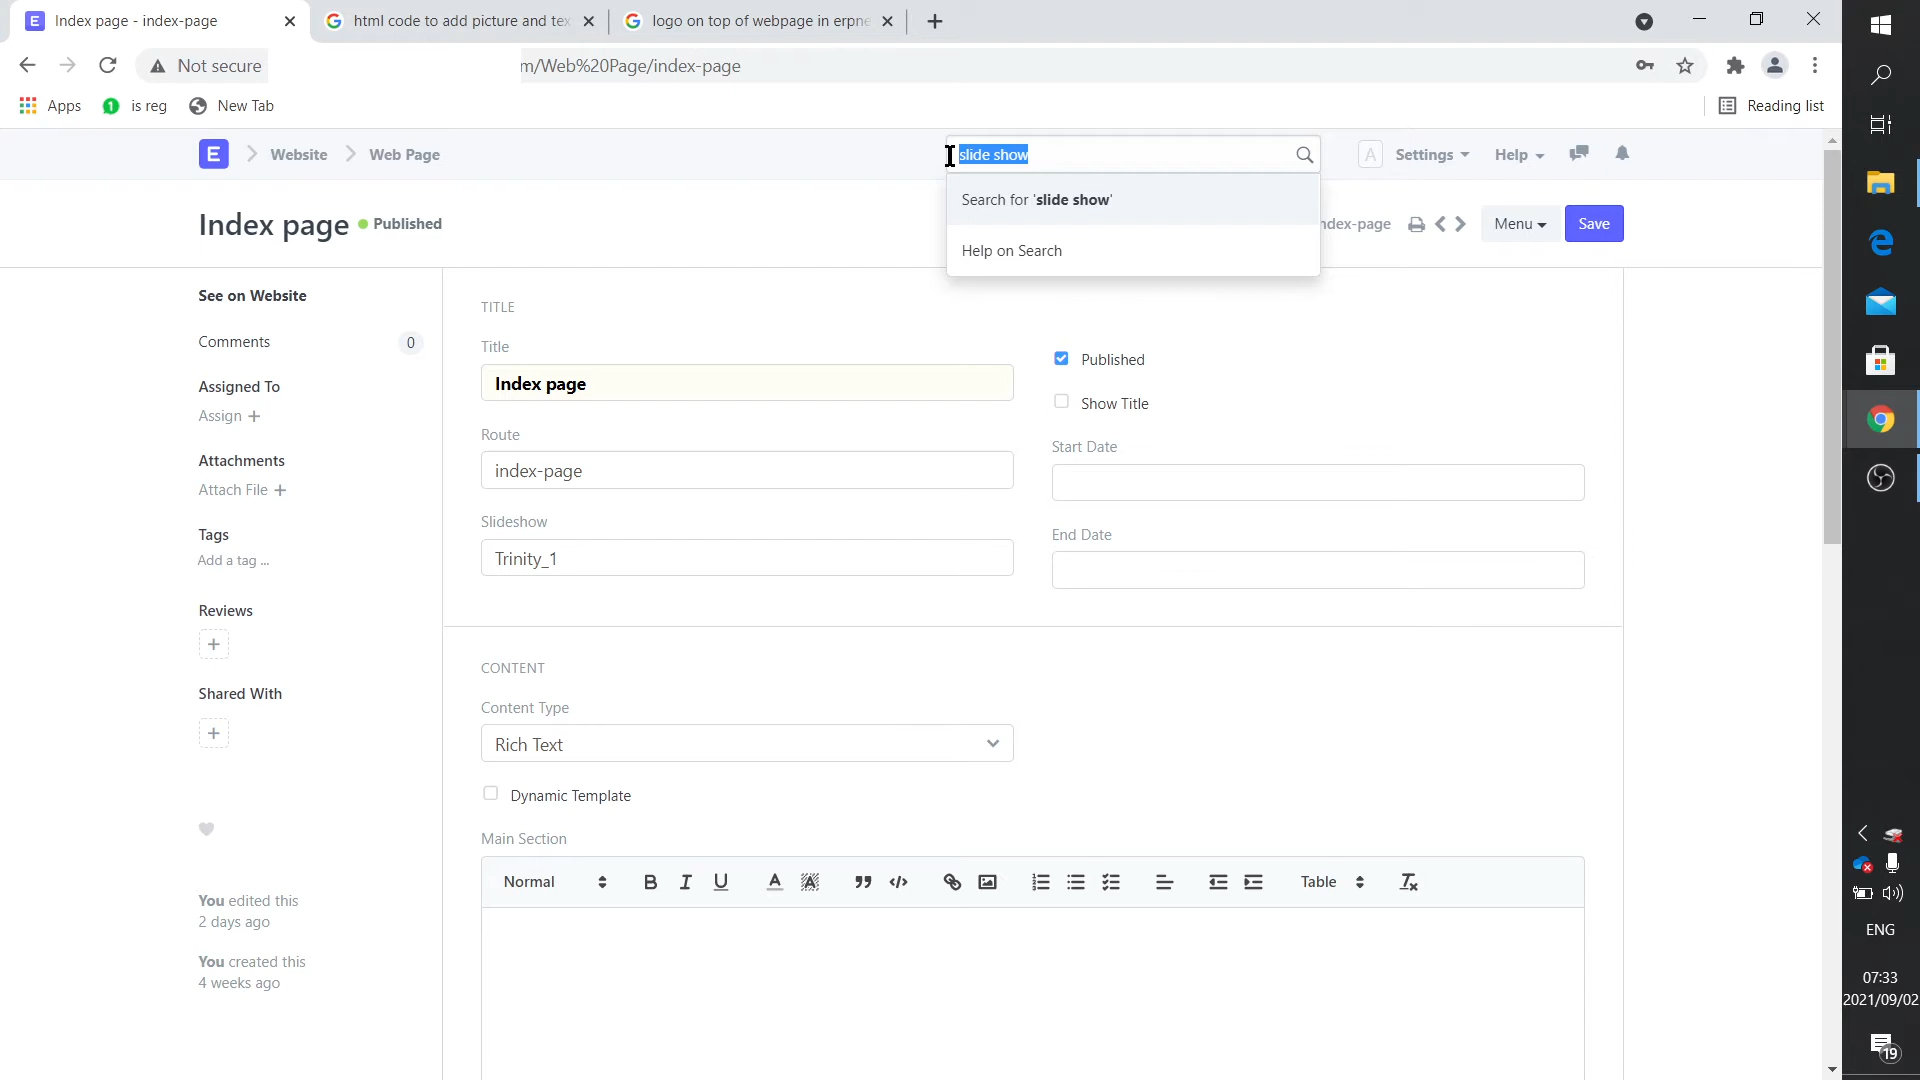 Index page - index-page
html code to add picture and tex
logo on top of webpage in erpne
Not secure
m/Web%20Page/index-page
Apps
1
is reg
New Tab
Reading list
E
Website
Web Page
slide show
A
Settings
Help
Search for 'slide show'
Help on Search
Index page
Published
ndex-page
Menu
Save
See on Website
Comments
0
Assigned To
Assign +
Attachments
Attach File +
Tags
Add a tag ...
Reviews
+
Shared With
+
You edited this
2 days ago
You created this
4 weeks ago
TITLE
Title
Index page
Route
index-page
Slideshow
Trinity_1
Published
Show Title
Start Date
End Date
CONTENT
Content Type
Rich Text
Dynamic Template
Main Section
Normal
B I U A A
Table
ENG
07:33
2021/09/02
19